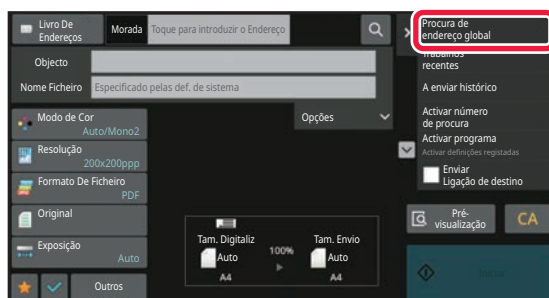 Livro De
Endereços
Morada
Toque para introduzir o Endereço
Procura de
endereço global
Trabalhos
recentes
Objecto
Nome Ficheiro
Especificado pelas def. de sistema
A enviar histórico
Modo de Cor
Auto/Mono2
Opções
Activar número
de procura
Activar programa
Activar definições registadas
Resolução
200x200ppp
Enviar
Ligação de destino
Formato De Ficheiro
PDF
Original
Pré-
visualização
CA
Tam. Digitaliz
Auto
A4
100%
Tam. Envio
Auto
A4
Exposição
Auto
Outros